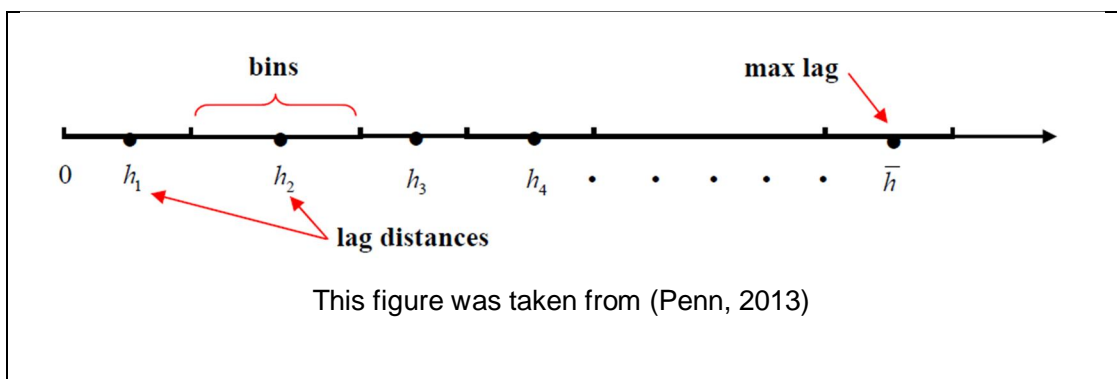 bins
max lag
0 h₁ h₂ h₃ h₄ • • • • • h̅
lag distances
This figure was taken from (Penn, 2013)